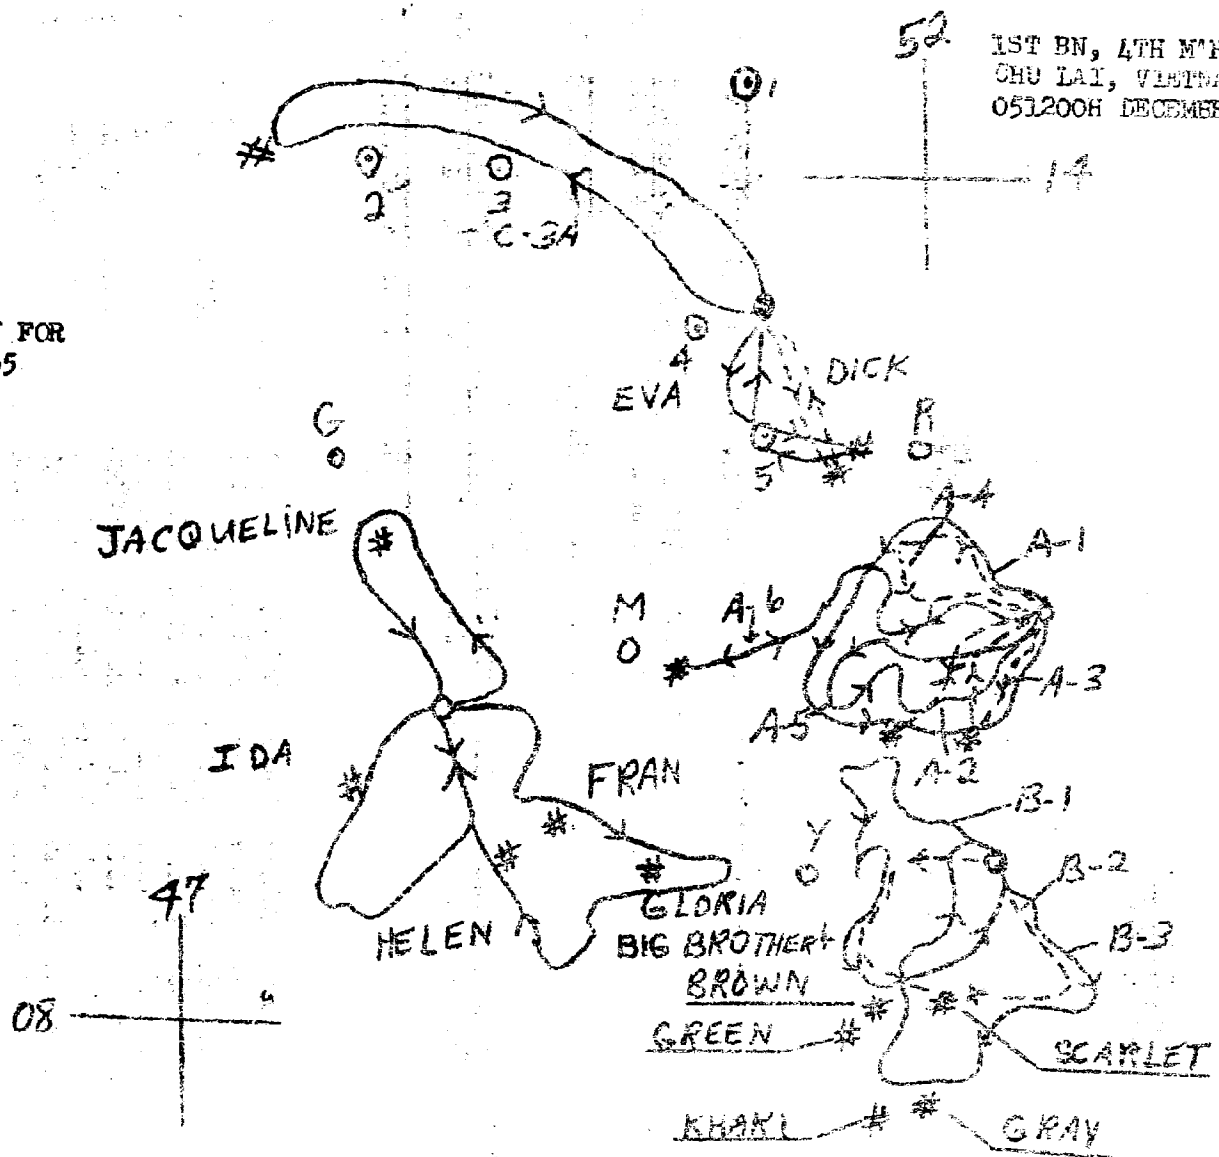 52
1ST BN, 4TH
CHU LAI,
051200H
1
14
2
3
C-3A
FOR
4
EVA
DICK
G
5
R
A-4
JACQUELINE
A-1
M
A-6
A-3
A-5
IDA
A-2
FRAN
B-1
Y
B-2
47
GLORIA
HELEN
BIG BROTHER
B-3
BROWN
08
GREEN
SCARLET
KHAKI
GRAY